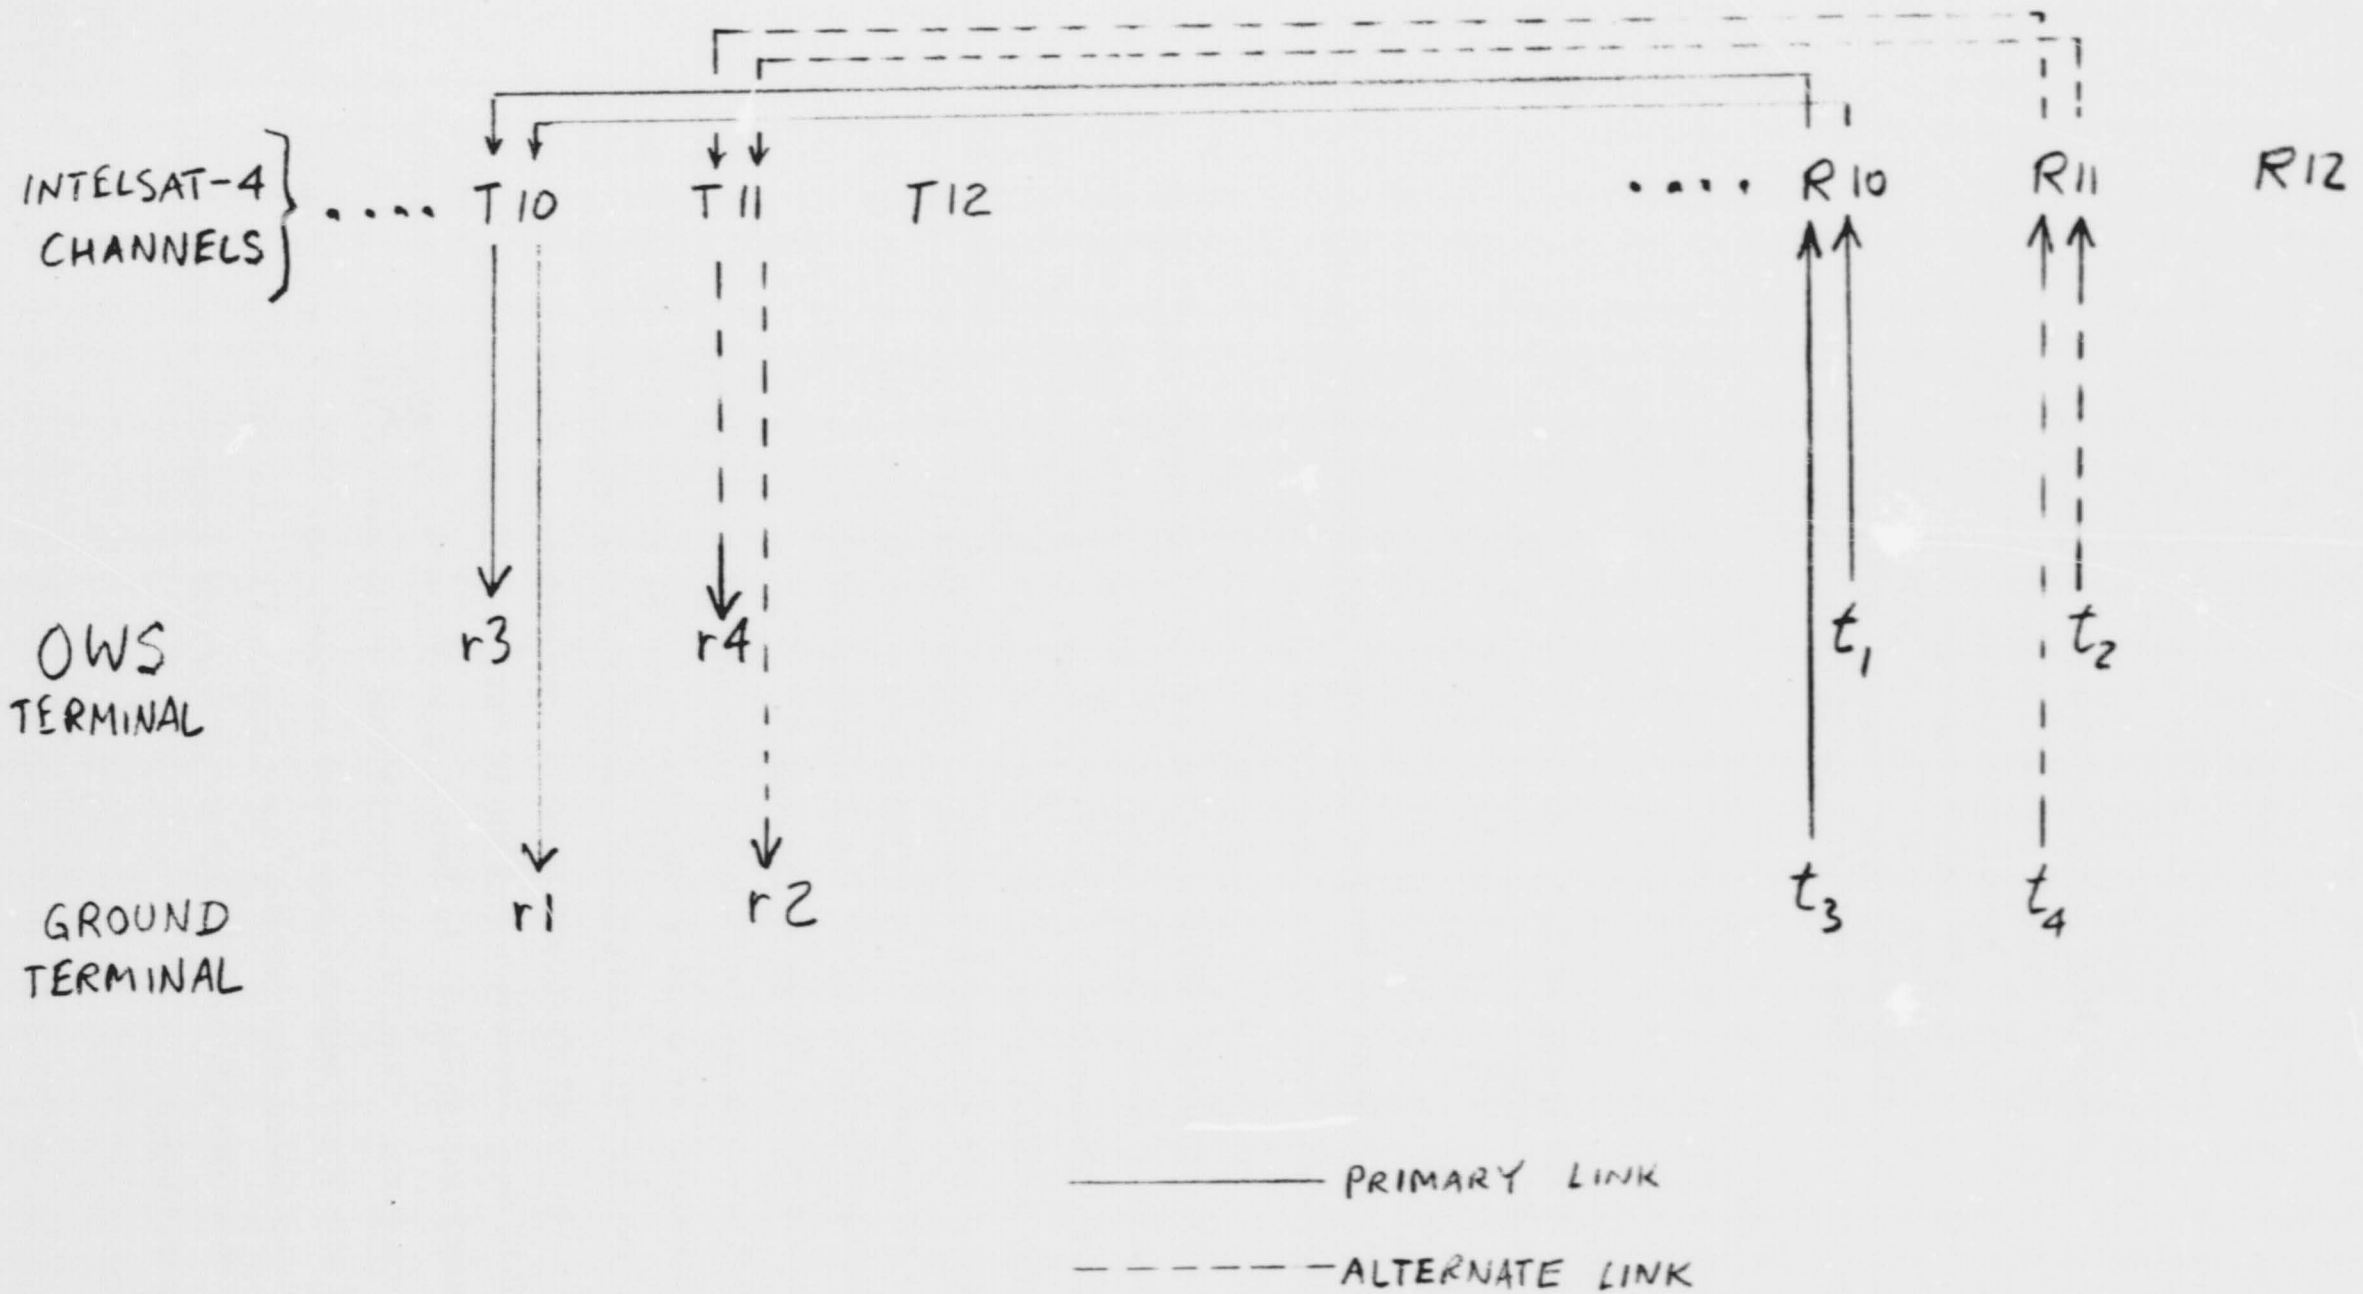 INTELSAT-4
CHANNELS
.... T10 T11 T12 .... R10 R11 R12
OWS
TERMINAL
r3 r4 t1 t2
GROUND
TERMINAL
r1 r2 t3 t4
PRIMARY LINK
ALTERNATE LINK